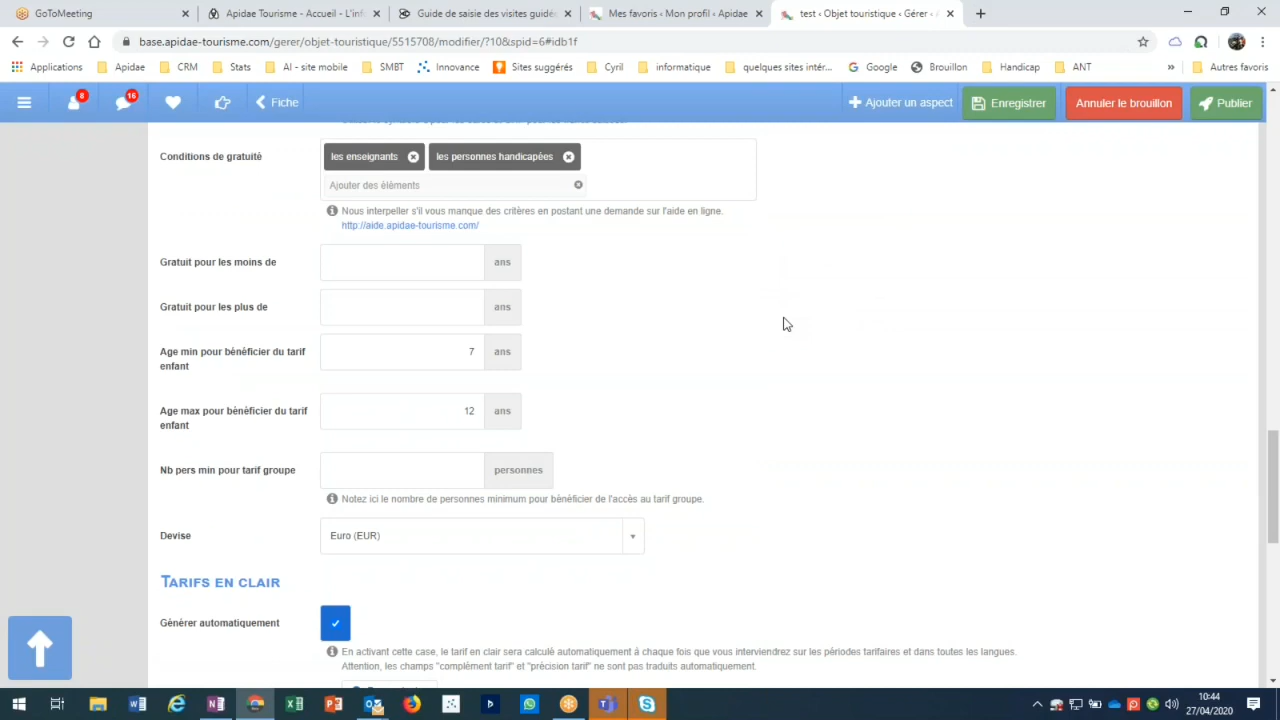 GoToMeeting
Apidae Tourisme - Accueil - L'inf
Guide de saisie des visites guidé
Mes favoris ‹ Mon profil ‹ Apidae
test ‹ Objet touristique ‹ Gérer ‹ A
base.apidae-tourisme.com/gerer/objet-touristique/5515708/modifier/?10&spid=6#idb1f
Applications
Apidae
CRM
Stats
AI - site mobile
SMBT
Innovance
Sites suggérés
Cyril
informatique
quelques sites intér...
Google
Brouillon
Handicap
ANT
»
Autres favoris
8
16
Fiche
Ajouter un aspect
Enregistrer
Annuler le brouillon
Publier
Conditions de gratuité
les enseignants
les personnes handicapées
Ajouter des éléments
Nous interpeller s'il vous manque des critères en postant une demande sur l'aide en ligne.
http://aide.apidae-tourisme.com/
Gratuit pour les moins de
ans
Gratuit pour les plus de
ans
Age min pour bénéficier du tarif
enfant
7
ans
Age max pour bénéficier du tarif
enfant
12
ans
Nb pers min pour tarif groupe
personnes
Notez ici le nombre de personnes minimum pour bénéficier de l'accès au tarif groupe.
Devise
Euro (EUR)
TARIFS EN CLAIR
Générer automatiquement
En activant cette case, le tarif en clair sera calculé automatiquement à chaque fois que vous interviendrez sur les périodes tarifaires et dans toutes les langues.
Attention, les champs "complément tarif" et "précision tarif" ne sont pas traduits automatiquement.
10:44
27/04/2020